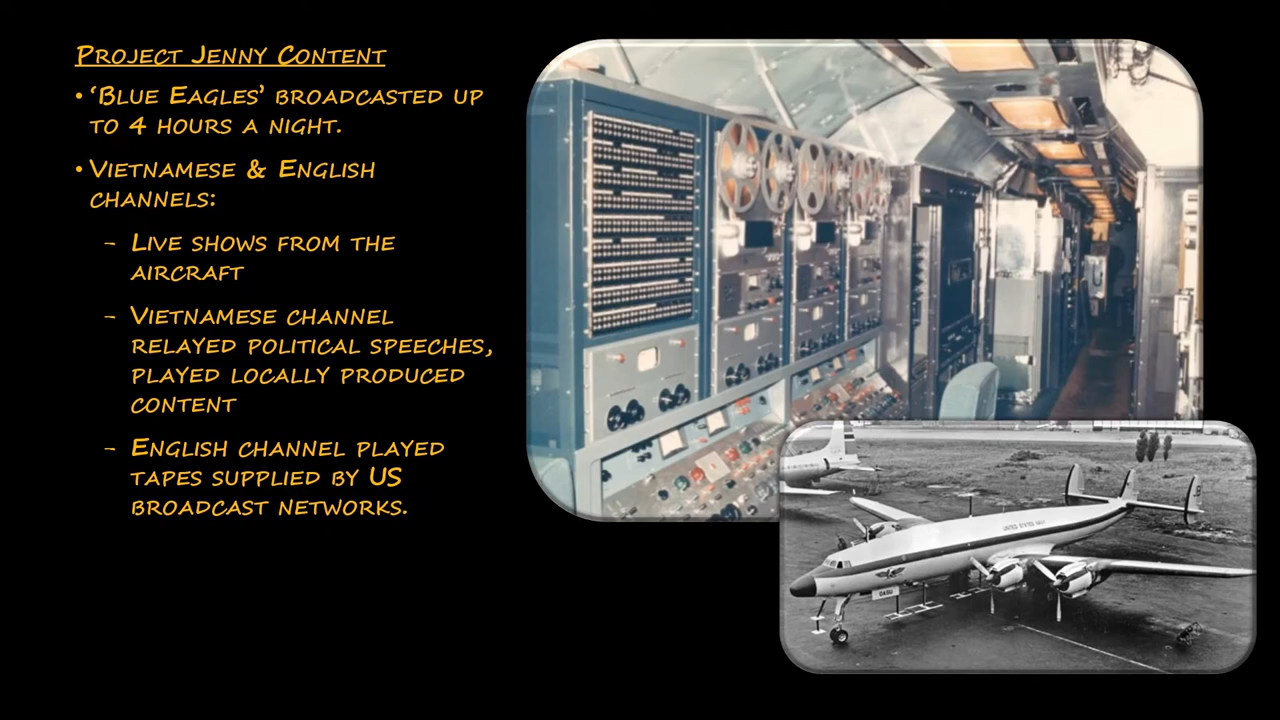 Project Jenny Content
• ‘Blue Eagles’ broadcasted up
to 4 hours a night.
• Vietnamese & English
channels:
– Live shows from the
aircraft
– Vietnamese channel
relayed political speeches,
played locally produced
content
– English channel played
tapes supplied by US
broadcast networks.
UNITED STATES NAVY